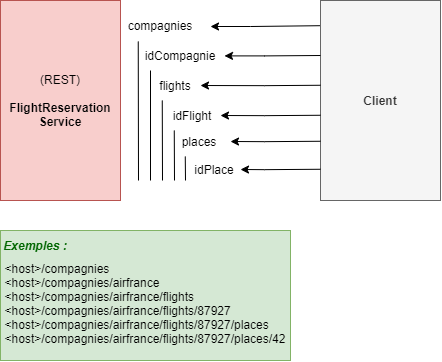 (REST)
FlightReservation
Service
compagnies
idCompagnie
flights
idFlight
places
idPlace
Client
Exemples :
<host>/compagnies
<host>/compagnies/airfrance
<host>/compagnies/airfrance/flights
<host>/compagnies/airfrance/flights/87927
<host>/compagnies/airfrance/flights/87927/places
<host>/compagnies/airfrance/flights/87927/places/42